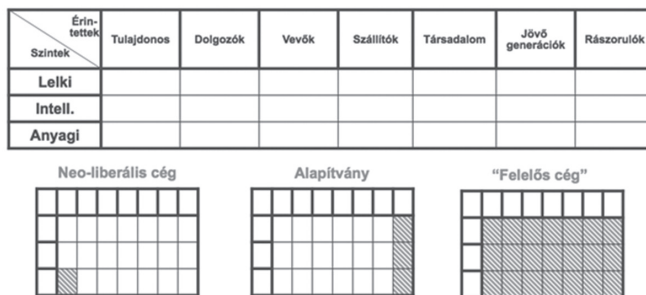 Érin-
tettek
Szintek
Tulajdonos
Dolgozók
Vevők
Szállítók
Társadalom
Jövő
generációk
Rászorulók
Lelki
Intell.
Anyagi
Neo-liberális cég
Alapítvány
“Felelős cég”